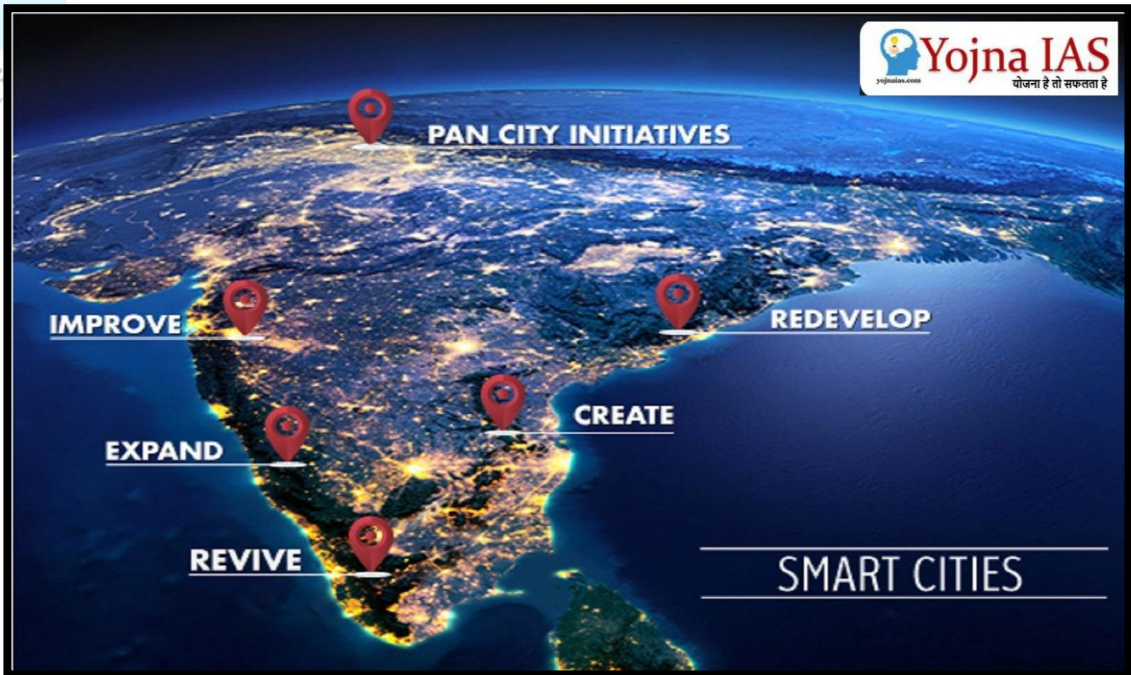 Yojna IAS
yojnaias.com
योजना है तो सफलता है
PAN CITY INITIATIVES
IMPROVE
REDEVELOP
CREATE
EXPAND
REVIVE
SMART CITIES